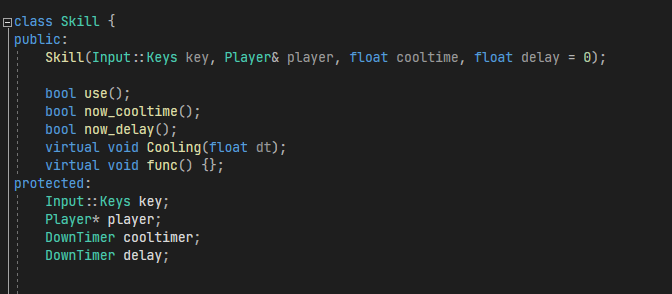 class Skill {
public:
    Skill(Input::Keys key, Player& player, float cooltime, float delay = 0);
    bool use();
    bool now_cooltime();
    bool now_delay();
    virtual void Cooling(float dt);
    virtual void func() {};
protected:
    Input::Keys key;
    Player* player;
    DownTimer cooltimer;
    DownTimer delay;